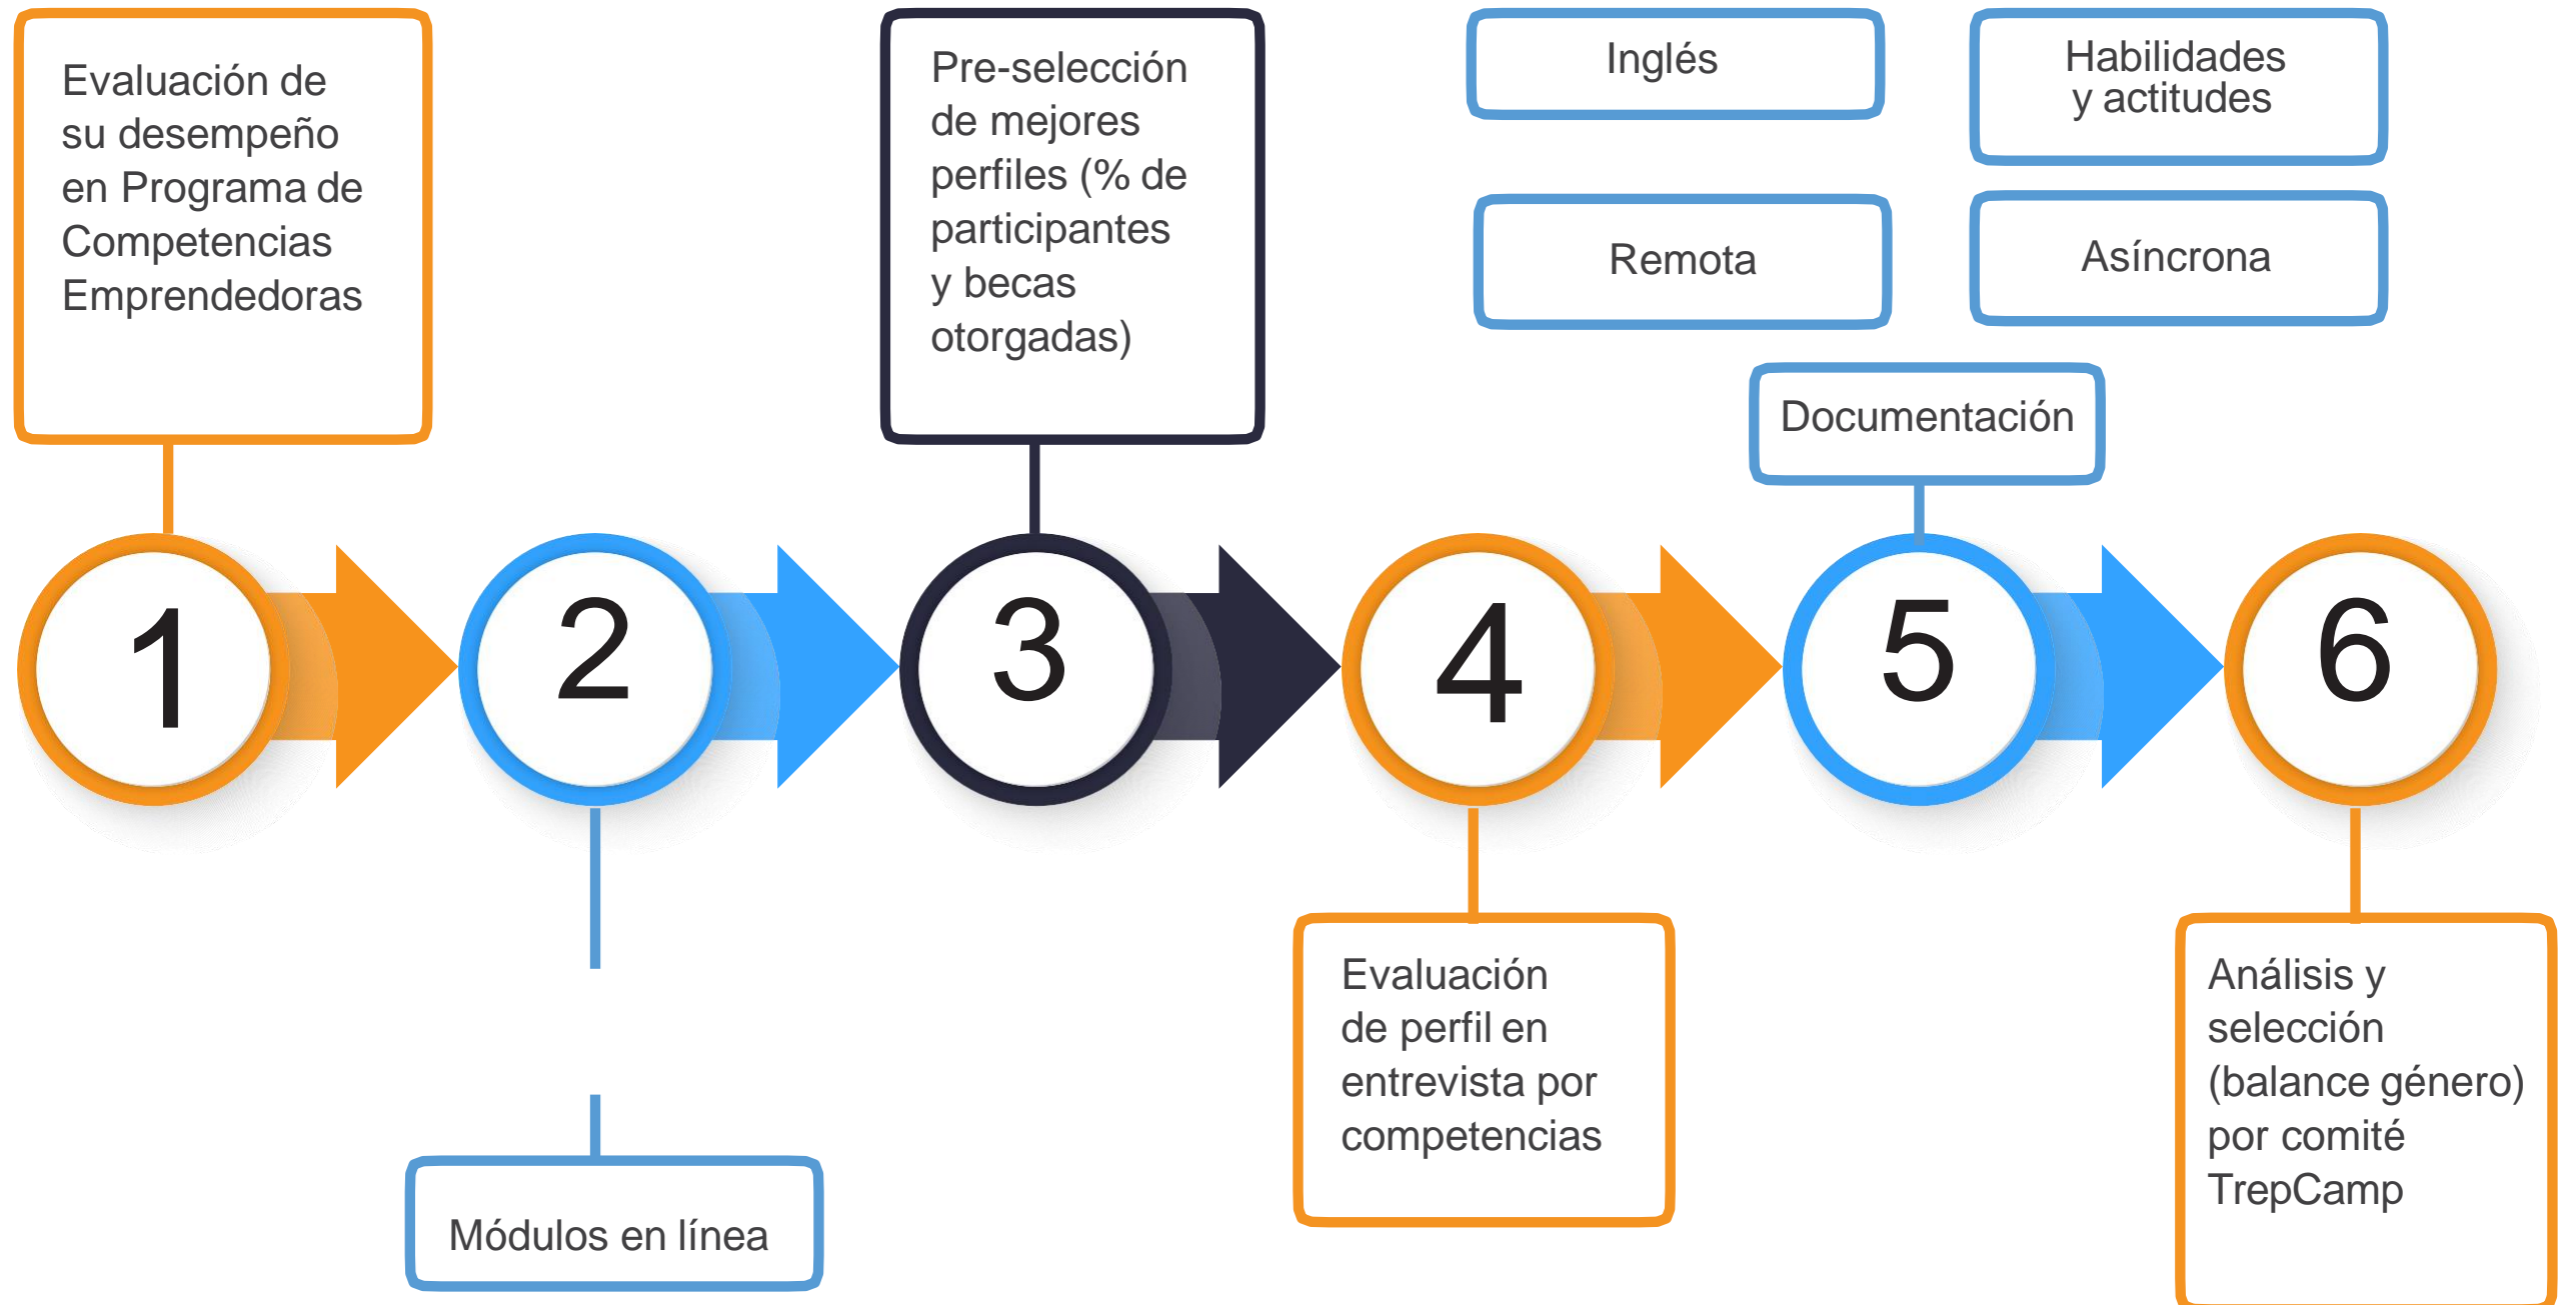 Evaluación de
su desempeño
en Programa de
Competencias
Emprendedoras
Pre-selección
de mejores
perfiles (% de
participantes
y becas
otorgadas)
Inglés
Habilidades
y actitudes
Remota
Asíncrona
Documentación
1
2
3
4
5
6
Módulos en línea
Evaluación
de perfil en
entrevista por
competencias
Análisis y
selección
(balance género)
por comité
TrepCamp